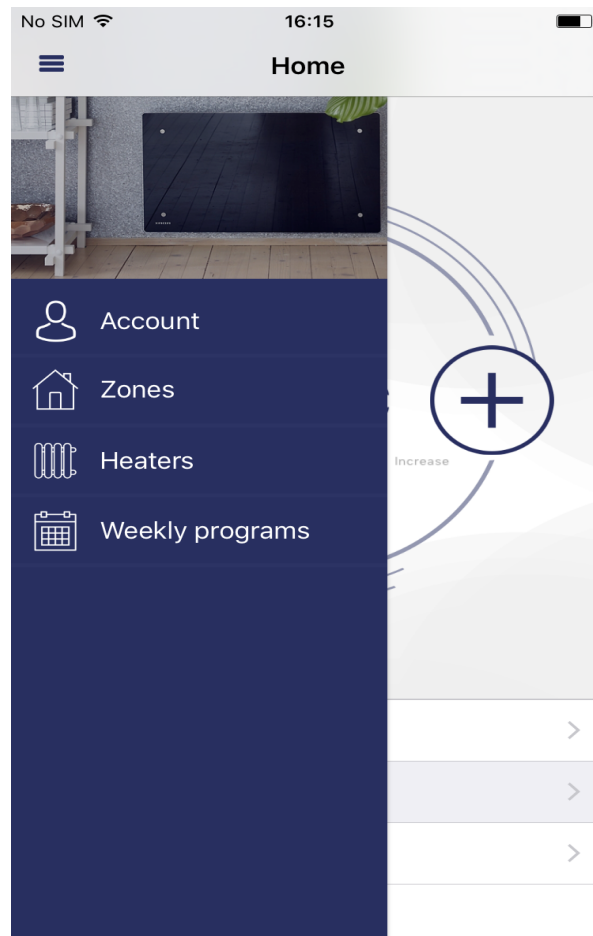 No SIM 16:15
Home
Account
Zones
Increase
Heaters
Weekly programs